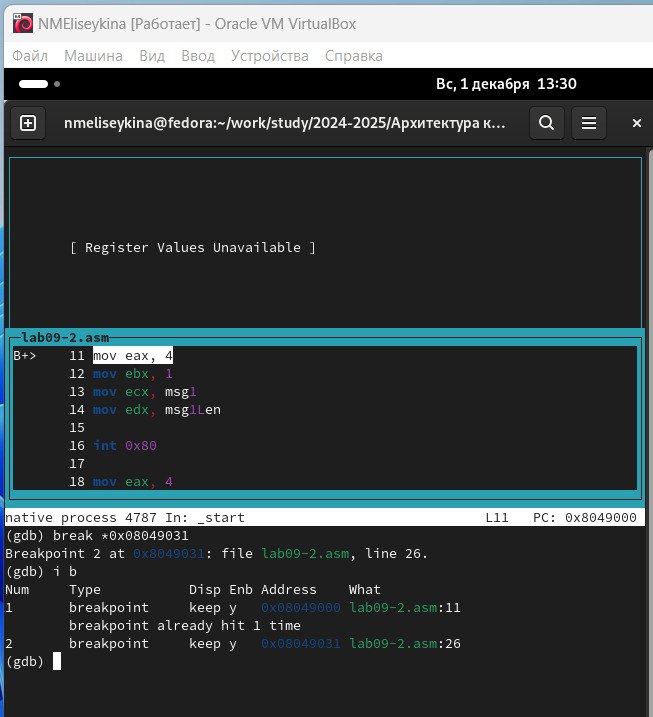 NMEliseykina [Работает] - Oracle VM VirtualBox
Файл Машина Вид Ввод Устройства Справка
Вс, 1 декабря 13:30
nmeliseykina@fedora:~/work/study/2024-2025/Архитектура к...
[ Register Values Unavailable ]
lab09-2.asm
B+> 11 mov eax, 4
12 mov ebx, 1
13 mov ecx, msg1
14 mov edx, msg1Len
15
16 int 0x80
17
18 mov eax, 4
native process 4787 In: _start L11 PC: 0x8049000
(gdb) break *0x08049031
Breakpoint 2 at 0x8049031: file lab09-2.asm, line 26.
(gdb) i b
Num Type Disp Enb Address What
1 breakpoint keep y 0x08049000 lab09-2.asm:11
breakpoint already hit 1 time
2 breakpoint keep y 0x08049031 lab09-2.asm:26
(gdb)